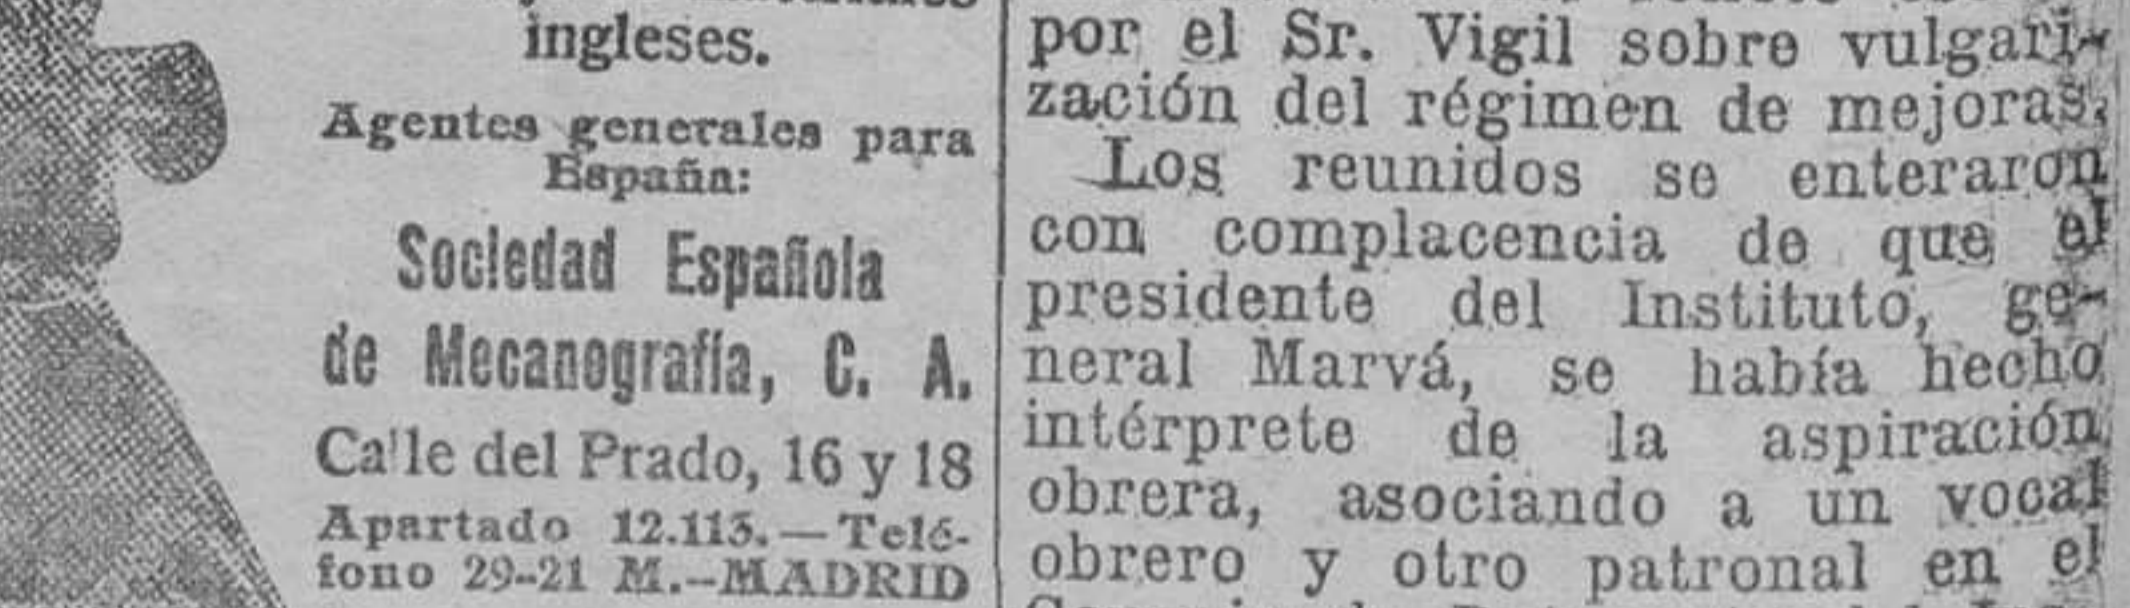 ingleses.
Agentes generales para
España:
Sociedad Española
de Mecanografía, C. A.
Calle del Prado, 16 y 18
Apartado 12.113.—Telé-
fono 29-21 M.—MADRID
por el Sr. Vigil sobre vulgari-
zación del régimen de mejoras.
Los reunidos se enteraron
con complacencia de que el
presidente del Instituto, ge-
neral Marvá, se había hecho
intérprete de la aspiración
obrera, asociando a un vocal
obrero y otro patronal en el